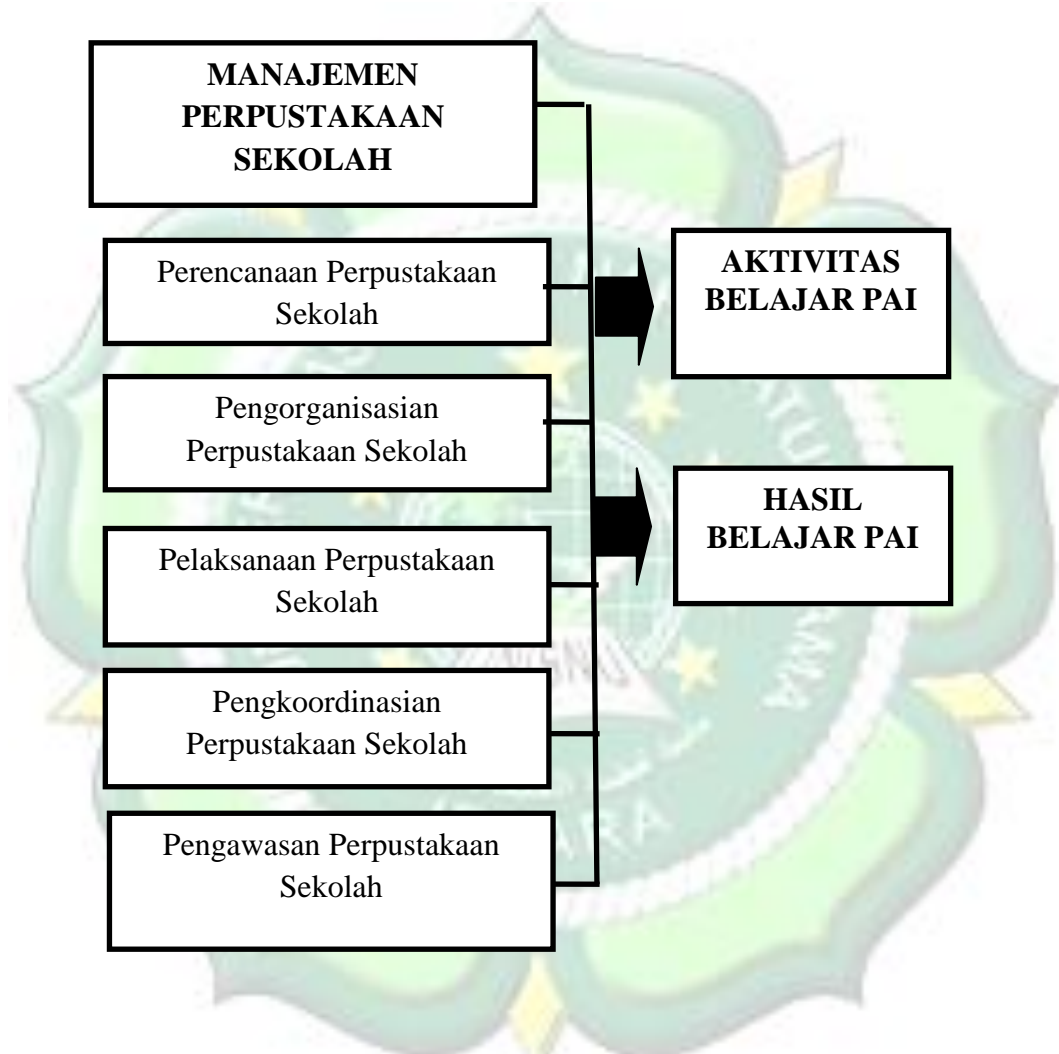 MANAJEMEN
PERPUSTAKAAN
SEKOLAH
Perencanaan Perpustakaan
Sekolah
Pengorganisasian
Perpustakaan Sekolah
Pelaksanaan Perpustakaan
Sekolah
Pengkoordinasian
Perpustakaan Sekolah
Pengawasan Perpustakaan
Sekolah
AKTIVITAS
BELAJAR PAI
HASIL
BELAJAR PAI